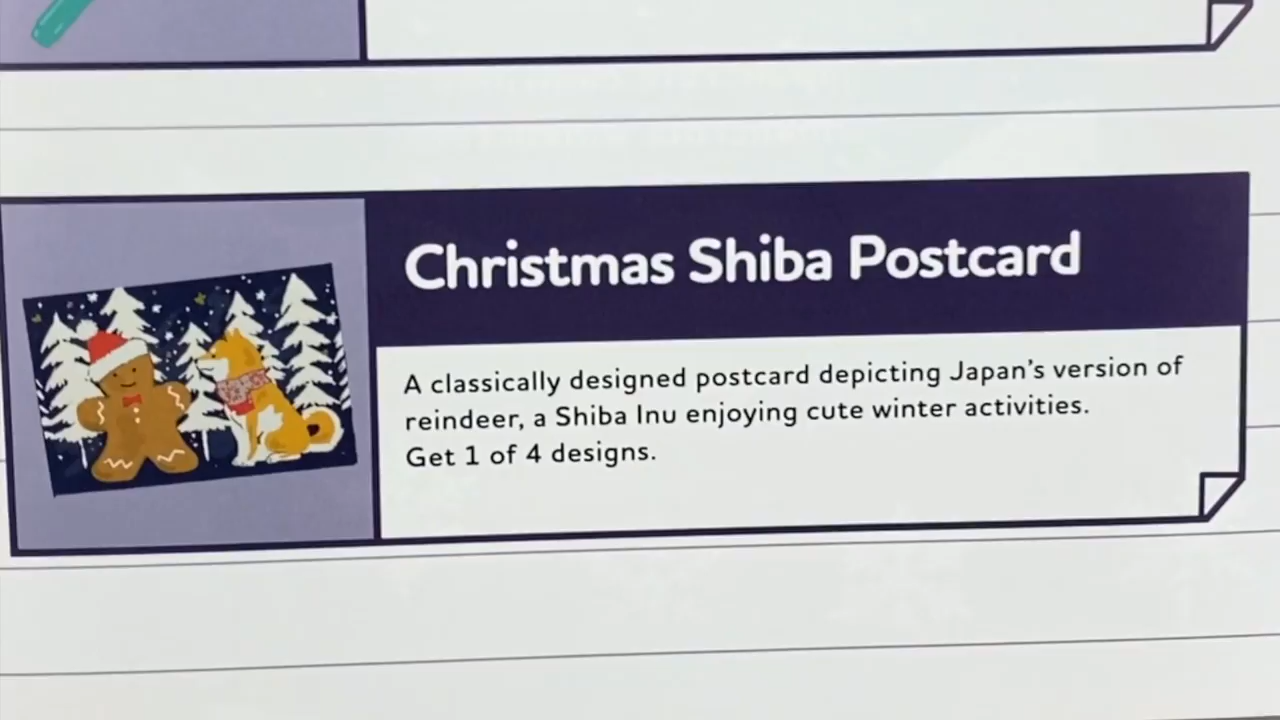 Christmas Shiba Postcard
A classically designed postcard depicting Japan's version of
reindeer, a Shiba Inu enjoying cute winter activities.
Get 1 of 4 designs.